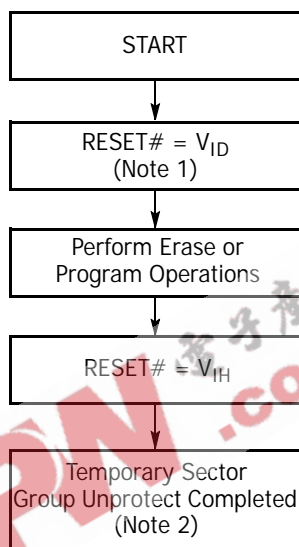 START
RESET# = VID
(Note 1)
Perform Erase or
Program Operations
RESET# = VIH
Temporary Sector
Group Unprotect Completed
(Note 2)